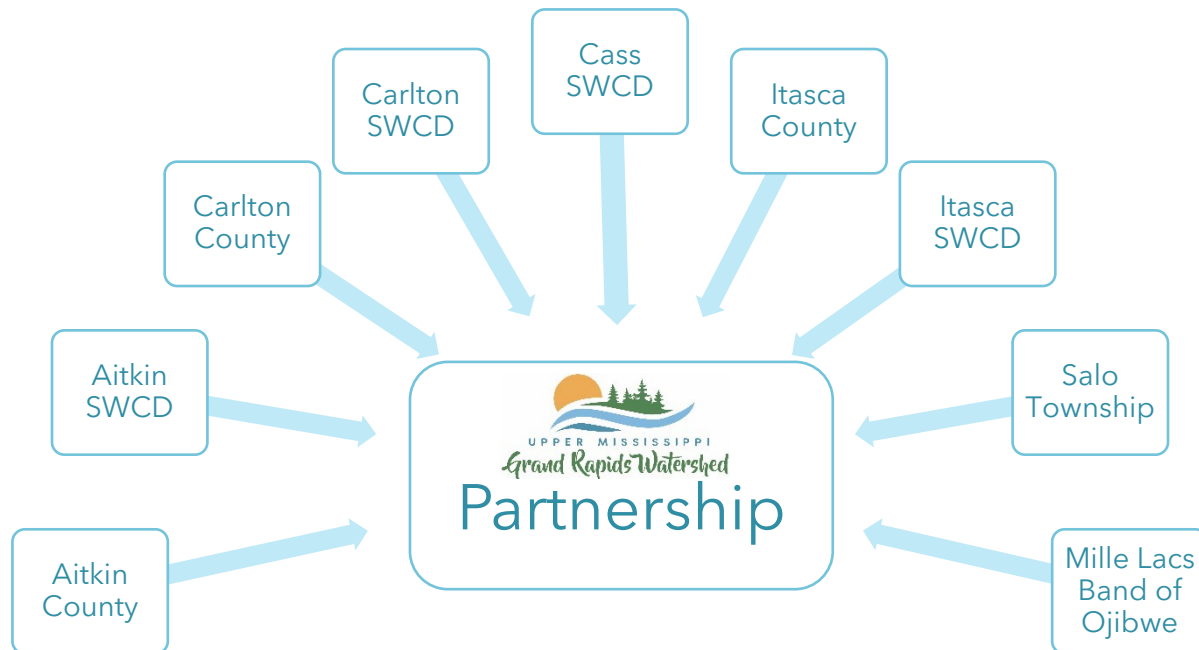 Cass
SWCD
Carlton
SWCD
Itasca
County
Carlton
County
Itasca
SWCD
Aitkin
SWCD
Salo
Township
UPPER MISSISSIPPI
Grand Rapids Watershed
Partnership
Aitkin
County
Mille Lacs
Band of
Ojibwe